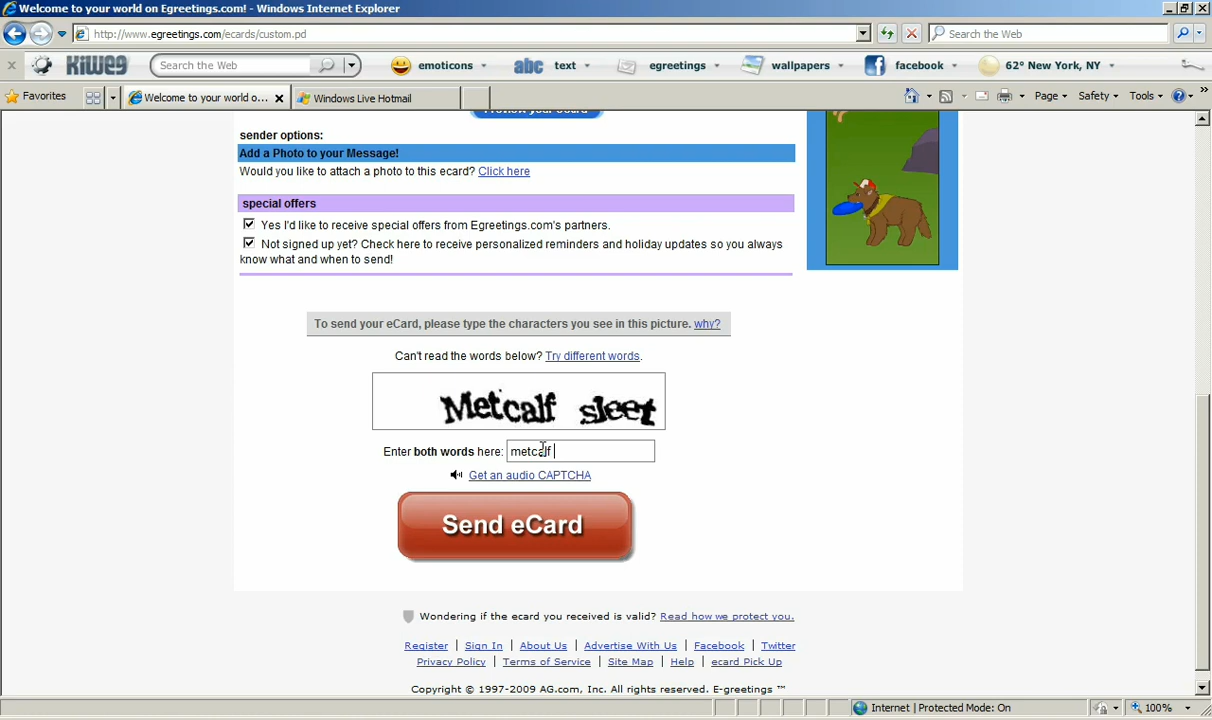 Welcome to your world on Egreetings.com! - Windows Internet Explorer
http://www.egreetings.com/ecards/custom.pd
Search the Web
KIWEG Search the Web emoticons abc text egreetings wallpapers facebook 62° New York, NY
Favorites Welcome to your world o... Windows Live Hotmail Page Safety Tools
sender options:
Add a Photo to your Message!
Would you like to attach a photo to this ecard? Click here
special offers
Yes I'd like to receive special offers from Egreetings.com's partners.
Not signed up yet? Check here to receive personalized reminders and holiday updates so you always
know what and when to send!
To send your eCard, please type the characters you see in this picture. why?
Can't read the words below? Try different words.
Metcalf sleet
Enter both words here: metcalf
Get an audio CAPTCHA
Send eCard
Wondering if the ecard you received is valid? Read how we protect you.
Register | Sign In | About Us | Advertise With Us | Facebook | Twitter
Privacy Policy | Terms of Service | Site Map | Help | ecard Pick Up
Copyright © 1997-2009 AG.com, Inc. All rights reserved. E-greetings ™
Internet | Protected Mode: On 100%